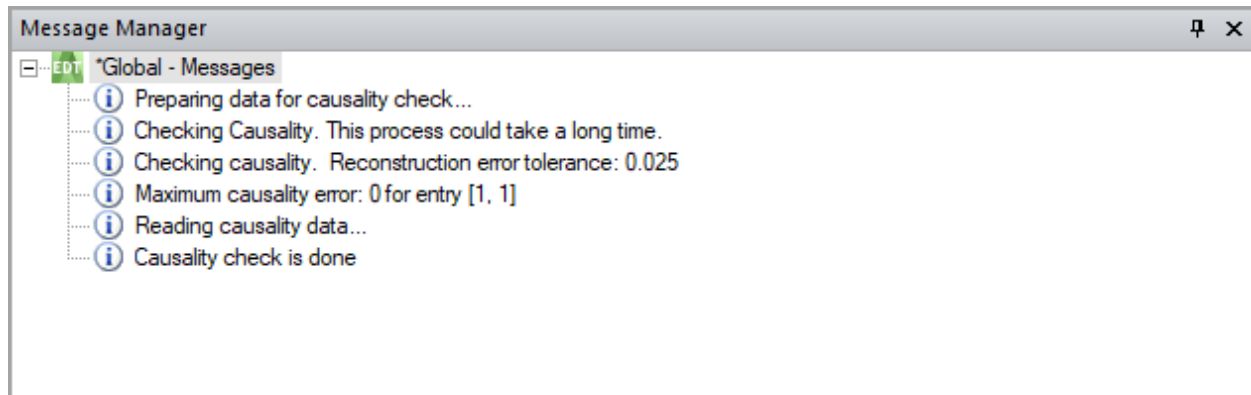 Message Manager
EDT *Global - Messages
Preparing data for causality check...
Checking Causality. This process could take a long time.
Checking causality.  Reconstruction error tolerance: 0.025
Maximum causality error: 0 for entry [1, 1]
Reading causality data...
Causality check is done